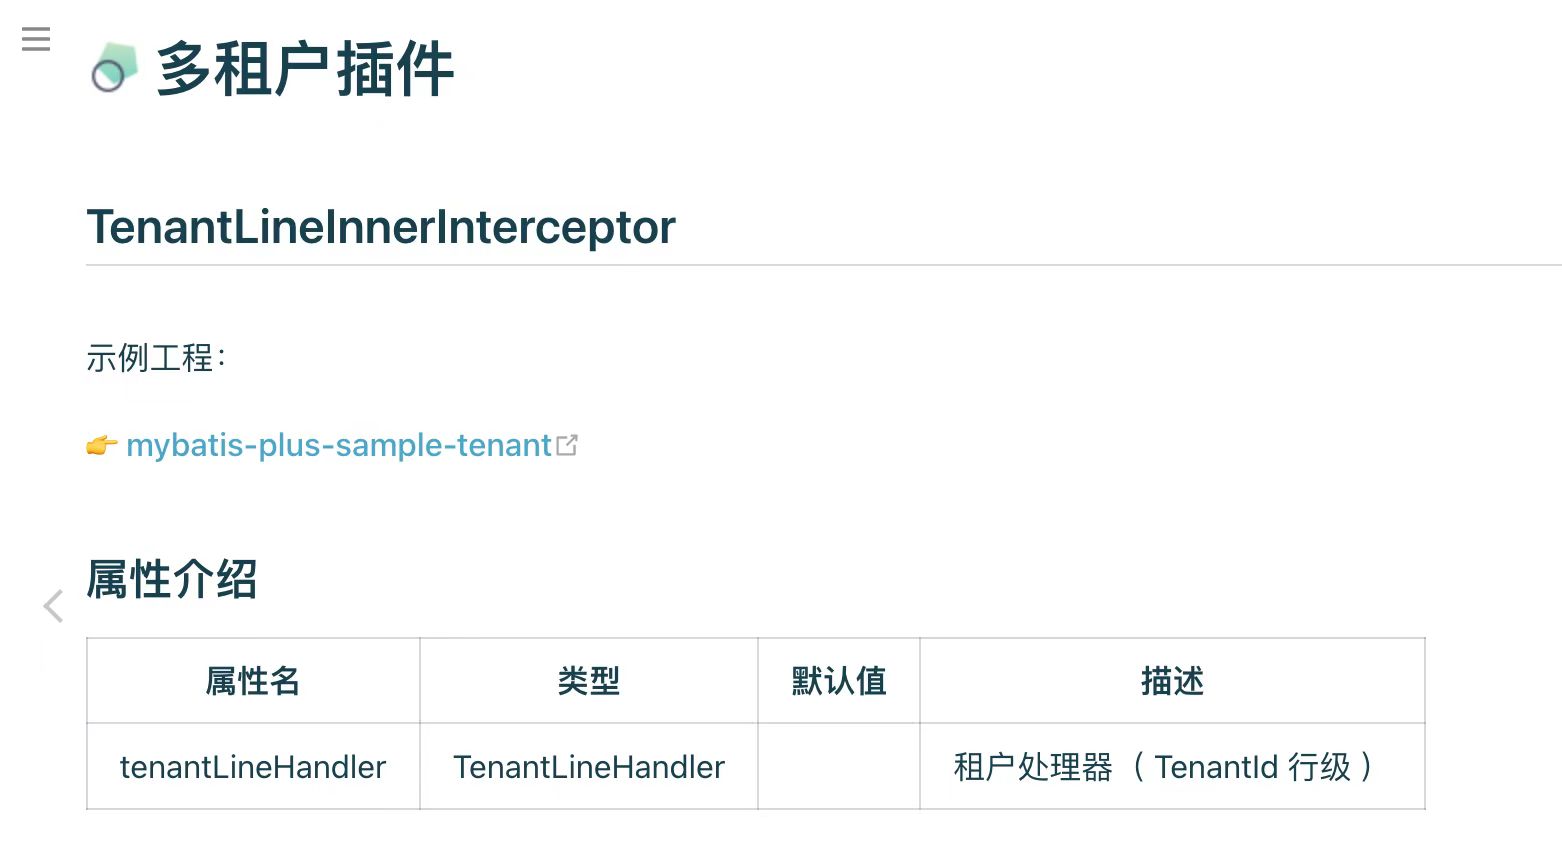 多租户插件
TenantLineInnerInterceptor
示例工程：
👉 mybatis-plus-sample-tenant
属性介绍
属性名 类型 默认值 描述
tenantLineHandler TenantLineHandler 租户处理器（ TenantId 行级 ）